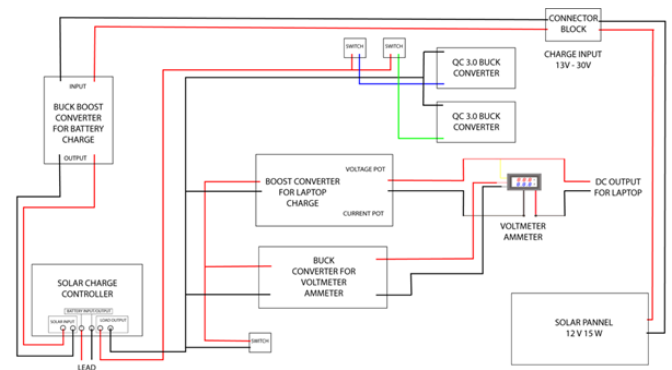 CONNECTOR
BLOCK
CHARGE INPUT
13V - 30V
SWITCH
SWITCH
QC 3.0 BUCK
CONVERTER
QC 3.0 BUCK
CONVERTER
INPUT
BUCK BOOST
CONVERTER
FOR BATTERY
CHARGE
OUTPUT
VOLTAGE POT
BOOST CONVERTER
FOR LAPTOP
CHARGE
CURRENT POT
DC OUTPUT
FOR LAPTOP
VOLTMETER
AMMETER
BUCK
CONVERTER FOR
VOLTMETER
AMMETER
SOLAR CHARGE
CONTROLLER
BATTERY INPUT/OUTPUT
SOLAR INPUT
LOAD OUTPUT
SWITCH
LEAD
SOLAR PANNEL
12 V 15 W